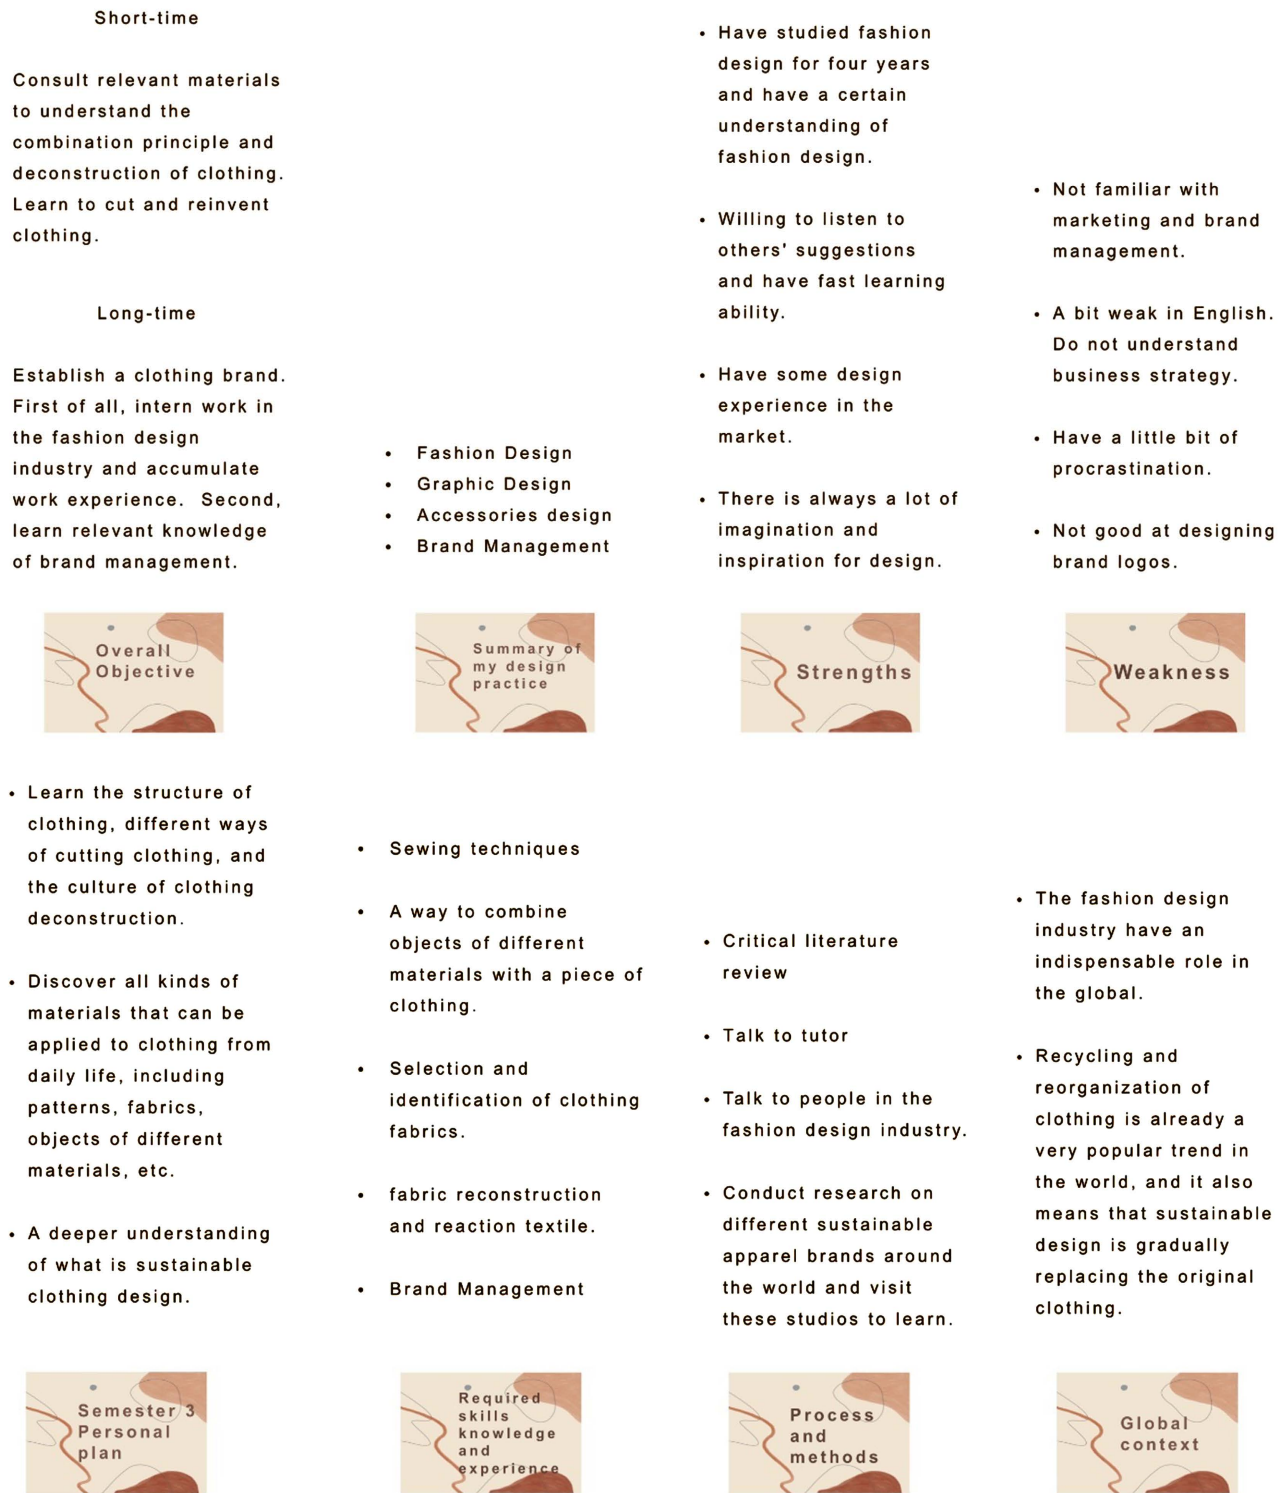 Short-time
Consult relevant materials
to understand the
combination principle and
deconstruction of clothing.
Learn to cut and reinvent
clothing.
Long-time
Establish a clothing brand.
First of all, intern work in
the fashion design
industry and accumulate
work experience. Second,
learn relevant knowledge
of brand management.
Overall
Objective
• Fashion Design
• Graphic Design
• Accessories design
• Brand Management
Summary of
my design
practice
• Have studied fashion
design for four years
and have a certain
understanding of
fashion design.
• Willing to listen to
others' suggestions
and have fast learning
ability.
• Have some design
experience in the
market.
• There is always a lot of
imagination and
inspiration for design.
Strengths
• Not familiar with
marketing and brand
management.
• A bit weak in English.
Do not understand
business strategy.
• Have a little bit of
procrastination.
• Not good at designing
brand logos.
Weakness
• Learn the structure of
clothing, different ways
of cutting clothing, and
the culture of clothing
deconstruction.
• Discover all kinds of
materials that can be
applied to clothing from
daily life, including
patterns, fabrics,
objects of different
materials, etc.
• A deeper understanding
of what is sustainable
clothing design.
Semester 3
Personal
plan
• Sewing techniques
• A way to combine
objects of different
materials with a piece of
clothing.
• Selection and
identification of clothing
fabrics.
• fabric reconstruction
and reaction textile.
• Brand Management
Required
skills
knowledge
and
experience
• Critical literature
review
• Talk to tutor
• Talk to people in the
fashion design industry.
• Conduct research on
different sustainable
apparel brands around
the world and visit
these studios to learn.
Process
and
methods
• The fashion design
industry have an
indispensable role in
the global.
• Recycling and
reorganization of
clothing is already a
very popular trend in
the world, and it also
means that sustainable
design is gradually
replacing the original
clothing.
Global
context